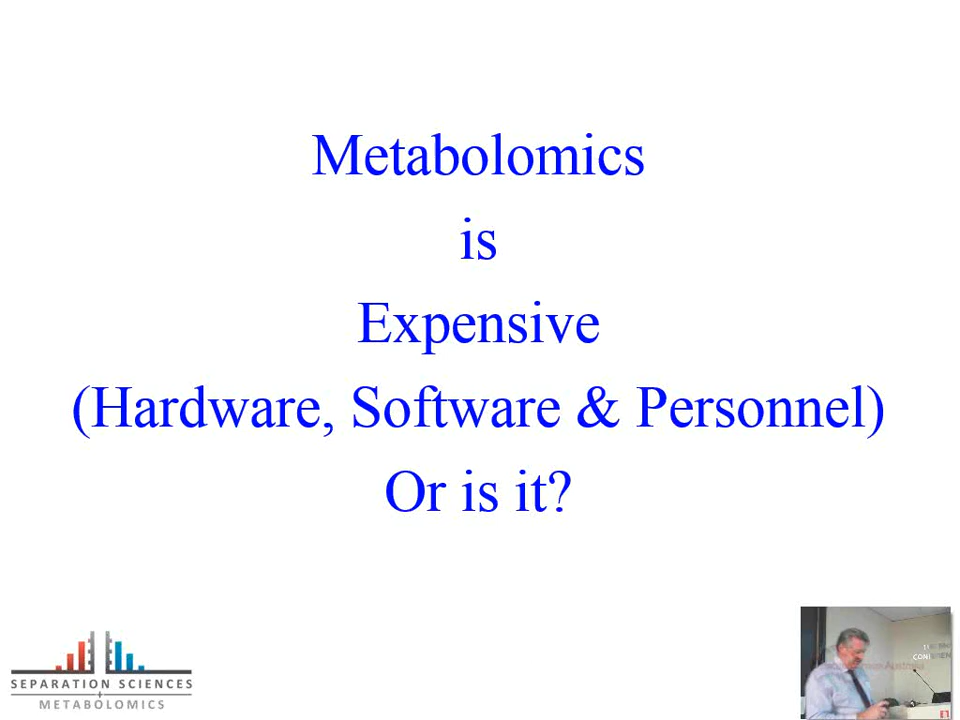 Metabolomics
is
Expensive
(Hardware, Software & Personnel)
Or is it?
SEPARATION SCIENCES
METABOLOMICS